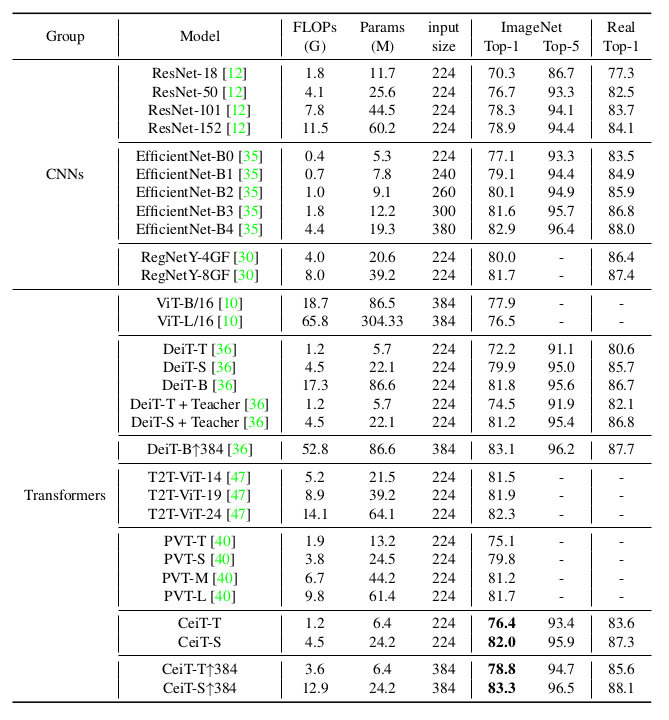 Group Model FLOPs (G) Params (M) input size ImageNet Top-1 Top-5 Real Top-1
ResNet-18 [12] 1.8 11.7 224 70.3 86.7 77.3
ResNet-50 [12] 4.1 25.6 224 76.7 93.3 82.5
ResNet-101 [12] 7.8 44.5 224 78.3 94.1 83.7
ResNet-152 [12] 11.5 60.2 224 78.9 94.4 84.1
EfficientNet-B0 [35] 0.4 5.3 224 77.1 93.3 83.5
CNNs EfficientNet-B1 [35] 0.7 7.8 240 79.1 94.4 84.9
EfficientNet-B2 [35] 1.0 9.1 260 80.1 94.9 85.9
EfficientNet-B3 [35] 1.8 12.2 300 81.6 95.7 86.8
EfficientNet-B4 [35] 4.4 19.3 380 82.9 96.4 88.0
RegNetY-4GF [30] 4.0 20.6 224 80.0 - 86.4
RegNetY-8GF [30] 8.0 39.2 224 81.7 - 87.4
ViT-B/16 [10] 18.7 86.5 384 77.9 - -
ViT-L/16 [10] 65.8 304.33 384 76.5 - -
DeiT-T [36] 1.2 5.7 224 72.2 91.1 80.6
DeiT-S [36] 4.5 22.1 224 79.9 95.0 85.7
DeiT-B [36] 17.3 86.6 224 81.8 95.6 86.7
DeiT-T + Teacher [36] 1.2 5.7 224 74.5 91.9 82.1
DeiT-S + Teacher [36] 4.5 22.1 224 81.2 95.4 86.8
DeiT-B↑384 [36] 52.8 86.6 384 83.1 96.2 87.7
T2T-ViT-14 [47] 5.2 21.5 224 81.5 - -
Transformers T2T-ViT-19 [47] 8.9 39.2 224 81.9 - -
T2T-ViT-24 [47] 14.1 64.1 224 82.3 - -
PVT-T [40] 1.9 13.2 224 75.1 - -
PVT-S [40] 3.8 24.5 224 79.8 - -
PVT-M [40] 6.7 44.2 224 81.2 - -
PVT-L [40] 9.8 61.4 224 81.7 - -
CeiT-T 1.2 6.4 224 76.4 93.4 83.6
CeiT-S 4.5 24.2 224 82.0 95.9 87.3
CeiT-T↑384 3.6 6.4 384 78.8 94.7 85.6
CeiT-S↑384 12.9 24.2 384 83.3 96.5 88.1